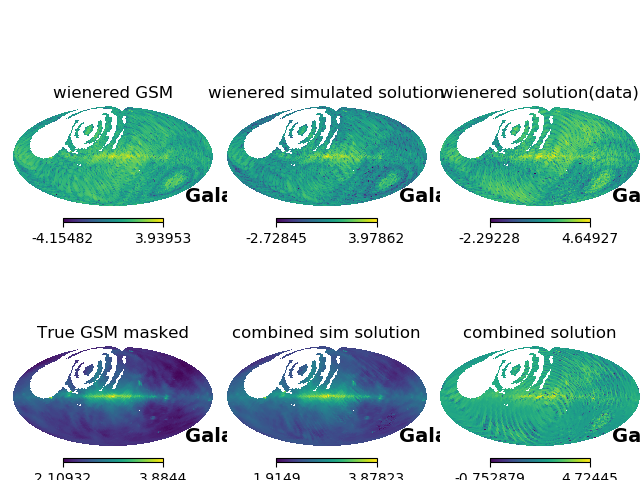 wienered GSM
wienered simulated solution
wienered solution(data)
Gala
Gala
Ga
-4.15482 3.93953
-2.72845 3.97862
-2.29228 4.64927
True GSM masked
combined sim solution
combined solution
Gala
Gala
Ga
2.10932 3.8844
1.9149 3.87823
-0.752879 4.72445